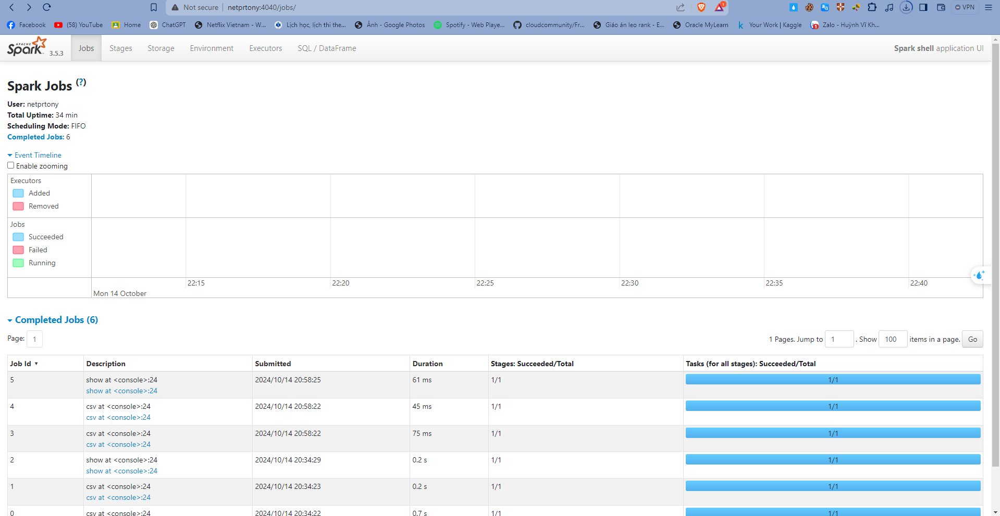 Not secure netprtony:4040/jobs/ 1 VPN
Facebook (58) YouTube Home ChatGPT Netflix Vietnam - W... Lịch học, lịch thi the... Ảnh - Google Photos Spotify - Web Playe... cloudcommunity/Fr... Giáo án leo rank - E... Oracle MyLearn Your Work | Kaggle Zalo - Huỳnh Vĩ Kh...
APACHE Spark 3.5.3 Jobs Stages Storage Environment Executors SQL / DataFrame Spark shell application UI
Spark Jobs (?)
User: netprtony
Total Uptime: 34 min
Scheduling Mode: FIFO
Completed Jobs: 6
Event Timeline
Enable zooming
Executors
Added
Removed
Jobs
Succeeded
Failed
Running
22:15 22:20 22:25 22:30 22:35 22:40
Mon 14 October
Completed Jobs (6)
Page: 1 1 Pages. Jump to 1 . Show 100 items in a page. Go
Job Id ▾ Description Submitted Duration Stages: Succeeded/Total Tasks (for all stages): Succeeded/Total
5 show at <console>:24 2024/10/14 20:58:25 61 ms 1/1 1/1
show at <console>:24
4 csv at <console>:24 2024/10/14 20:58:22 45 ms 1/1 1/1
csv at <console>:24
3 csv at <console>:24 2024/10/14 20:58:22 75 ms 1/1 1/1
csv at <console>:24
2 show at <console>:24 2024/10/14 20:34:29 0.2 s 1/1 1/1
show at <console>:24
1 csv at <console>:24 2024/10/14 20:34:23 0.2 s 1/1 1/1
csv at <console>:24
0 csv at <console>:24 2024/10/14 20:34:22 0.7 s 1/1 1/1